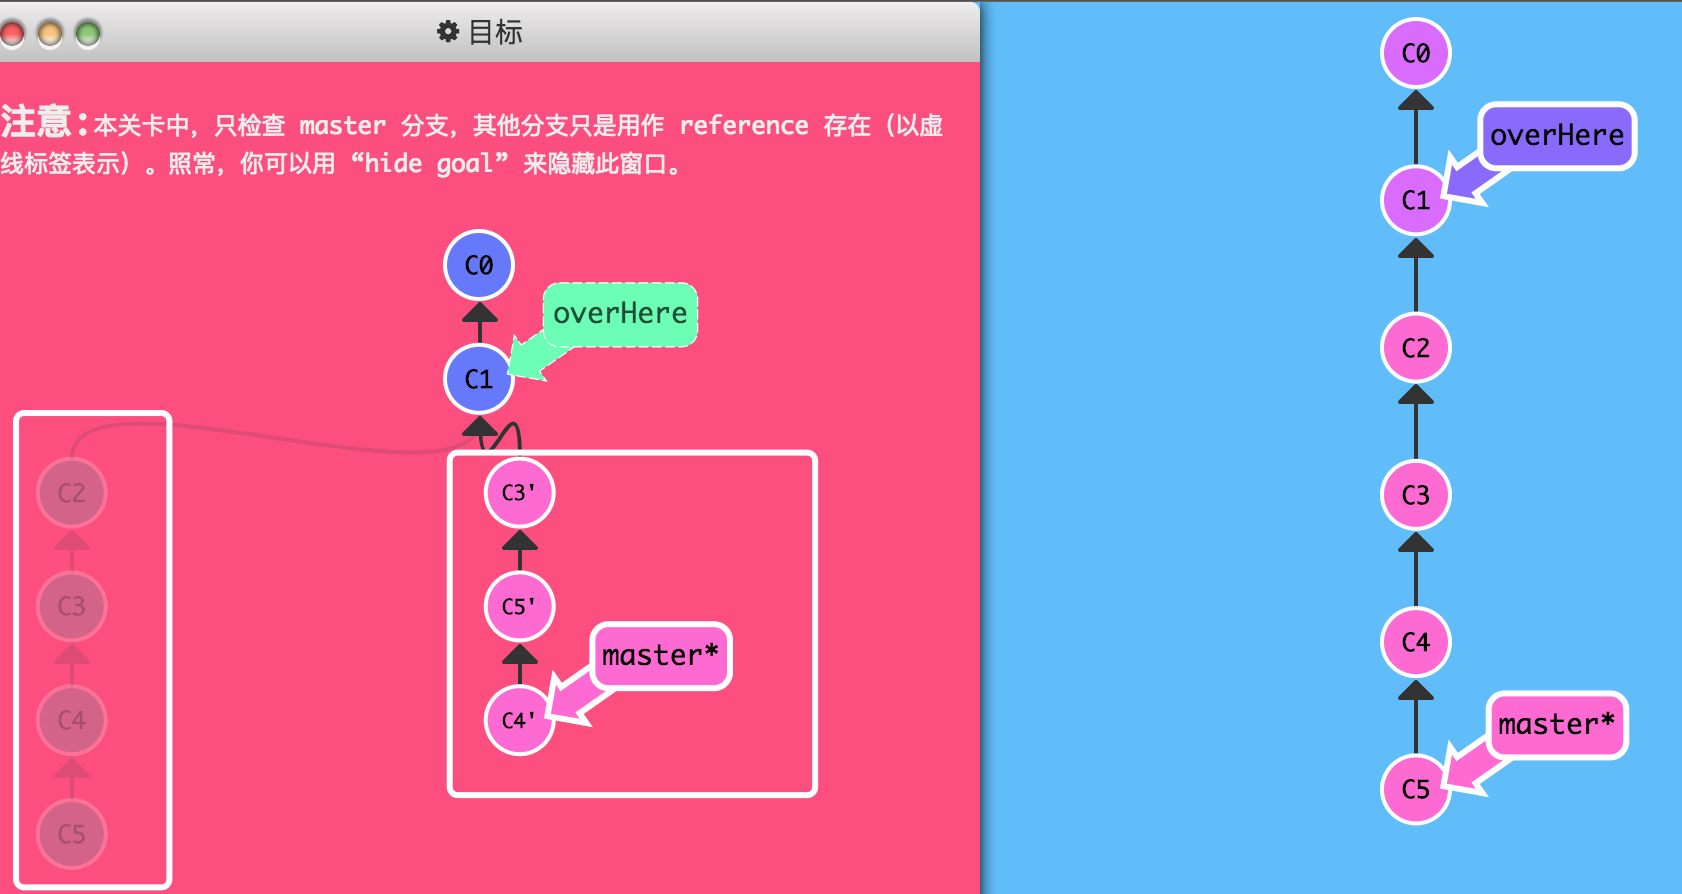 目标
注意:本关卡中，只检查 master 分支，其他分支只是用作 reference 存在（以虚
线标签表示）。照常，你可以用 “hide goal” 来隐藏此窗口。
C0
overHere
C1
C2
C3
C4
C5
C3'
C5'
master*
C4'
C0
overHere
C1
C2
C3
C4
master*
C5